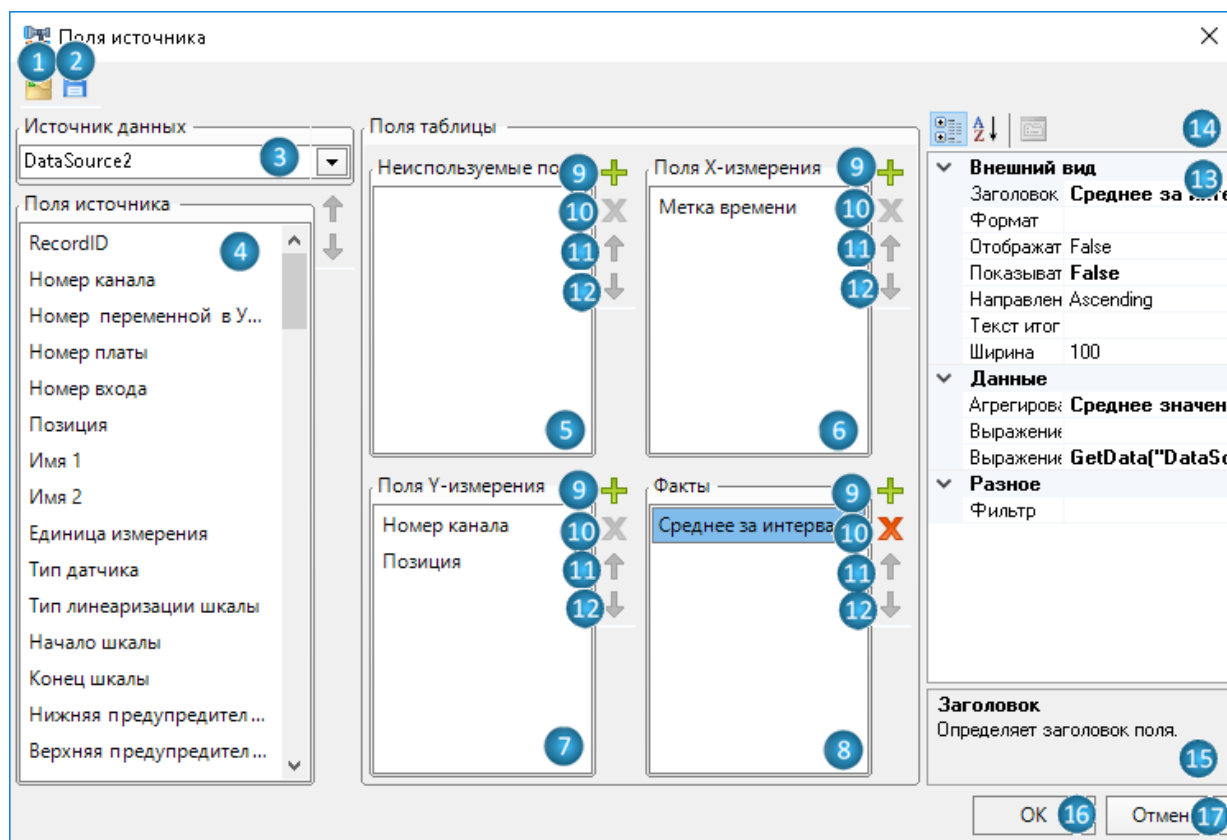 Поля источника
1
2
Источник данных
DataSource2
3
Поля источника
4
RecordID
Номер канала
Номер переменной в У...
Номер платы
Номер входа
Позиция
Имя 1
Имя 2
Единица измерения
Тип датчика
Тип линеаризации шкалы
Начало шкалы
Конец шкалы
Нижняя предупредител...
Верхняя предупредител...
Поля таблицы
Неиспользуемые по
9
10
11
12
5
Поля X-измерения
9
Метка времени
10
11
12
6
Поля Y-измерения
9
Номер канала
10
Позиция
11
12
7
Факты
9
Среднее за интерва
10
11
12
8
14
13
Внешний вид
Заголовок Среднее за инте
Формат
Отображат False
Показыват False
Направлен Ascending
Текст итог
Ширина 100
Данные
Агрегирова Среднее значен
Выражение
Выражение GetData("DataSo
Разное
Фильтр
Заголовок
Определяет заголовок поля.
15
OK 16
Отмен 17